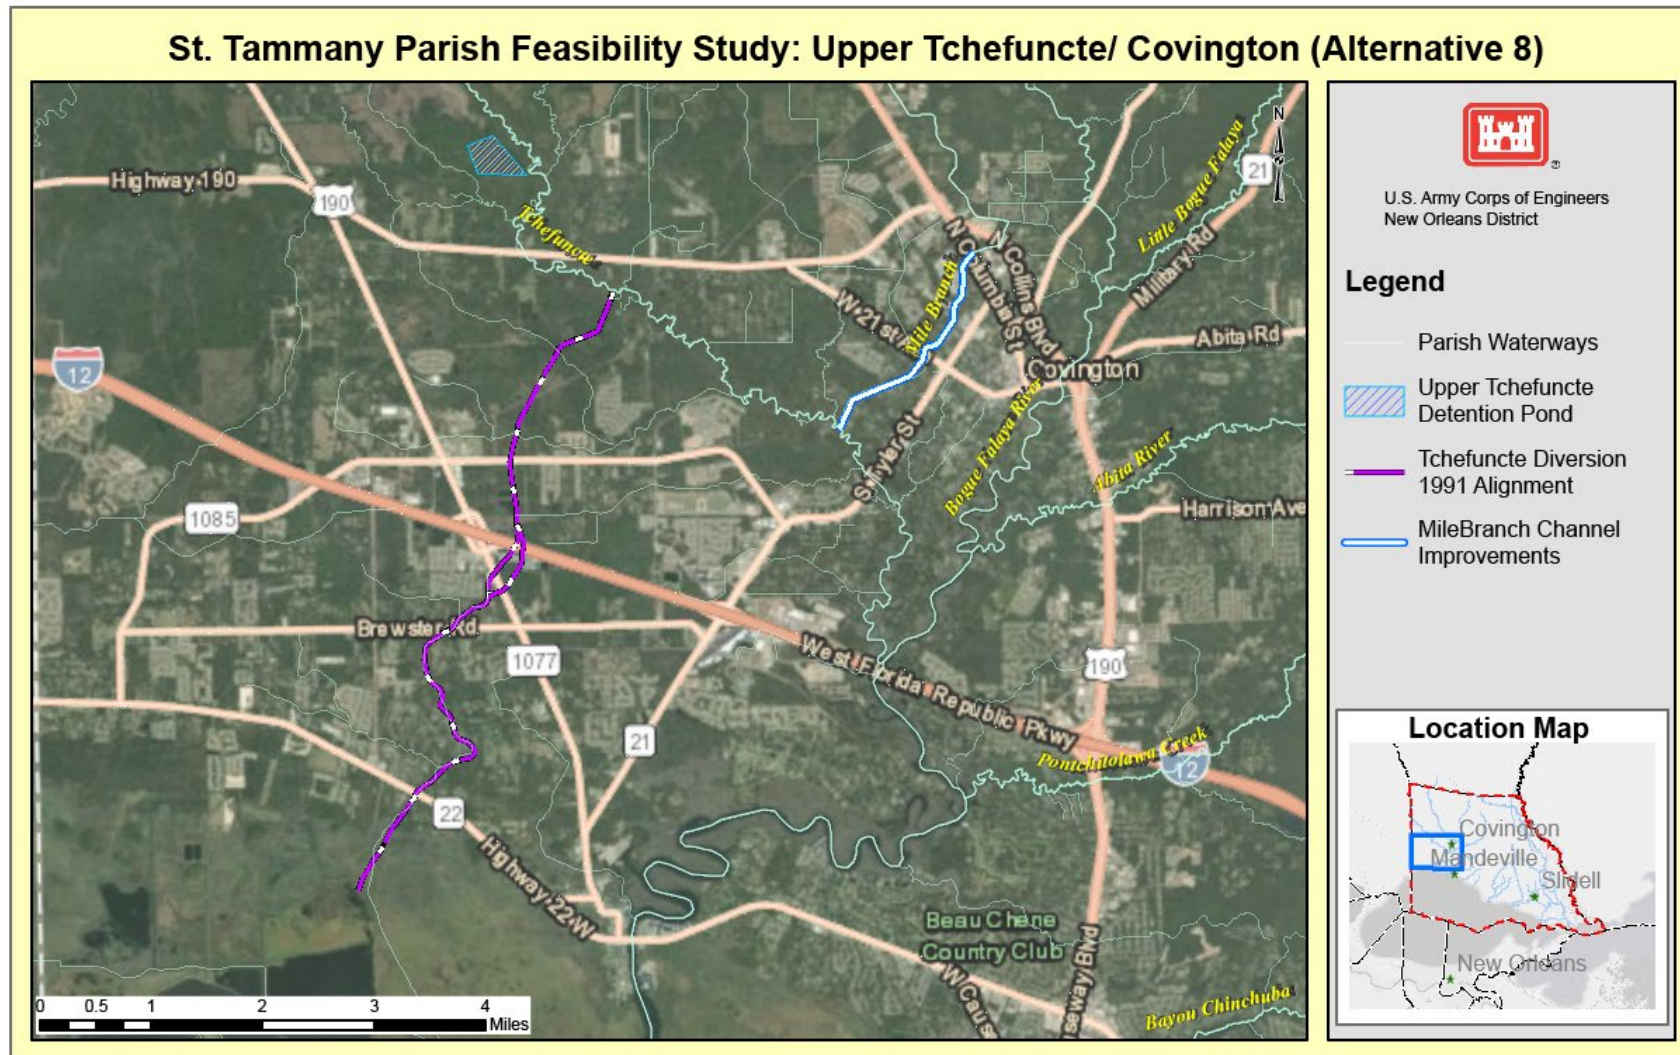 St. Tammany Parish Feasibility Study: Upper Tchefuncte/ Covington (Alternative 8)
N
Highway 190
190
Tchefuncte
Little Bogue Falaya
21
N Columbia St
N Collins Blvd
Military Rd
Mile Branch
W 21st
Abita Rd
12
Covington
S Tyler St
Bogue Falaya River
Abita River
Harrison Ave
1085
Brewster Rd
1077
West Florida Republic Pkwy
190
21
Pontchitolawa Creek
12
22
Highway 22 W
Beau Chene
Country Club
W Caus
seway Blvd
Bayou Chinchuba
0 0.5 1 2 3 4
Miles
®
U.S. Army Corps of Engineers
New Orleans District
Legend
Parish Waterways
Upper Tchefuncte
Detention Pond
Tchefuncte Diversion
1991 Alignment
MileBranch Channel
Improvements
Location Map
Covington
Mandeville
Slidell
New Orleans